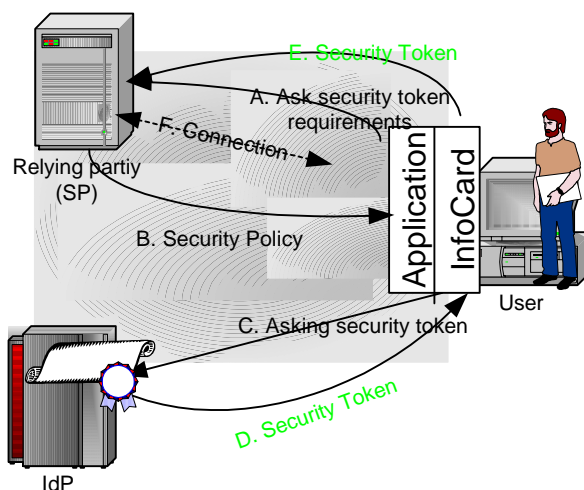 E. Security Token
A. Ask security token
requirements
F. Connection
Relying partiy
(SP)
Application
InfoCard
B. Security Policy
User
C. Asking security token
D. Security Token
IdP